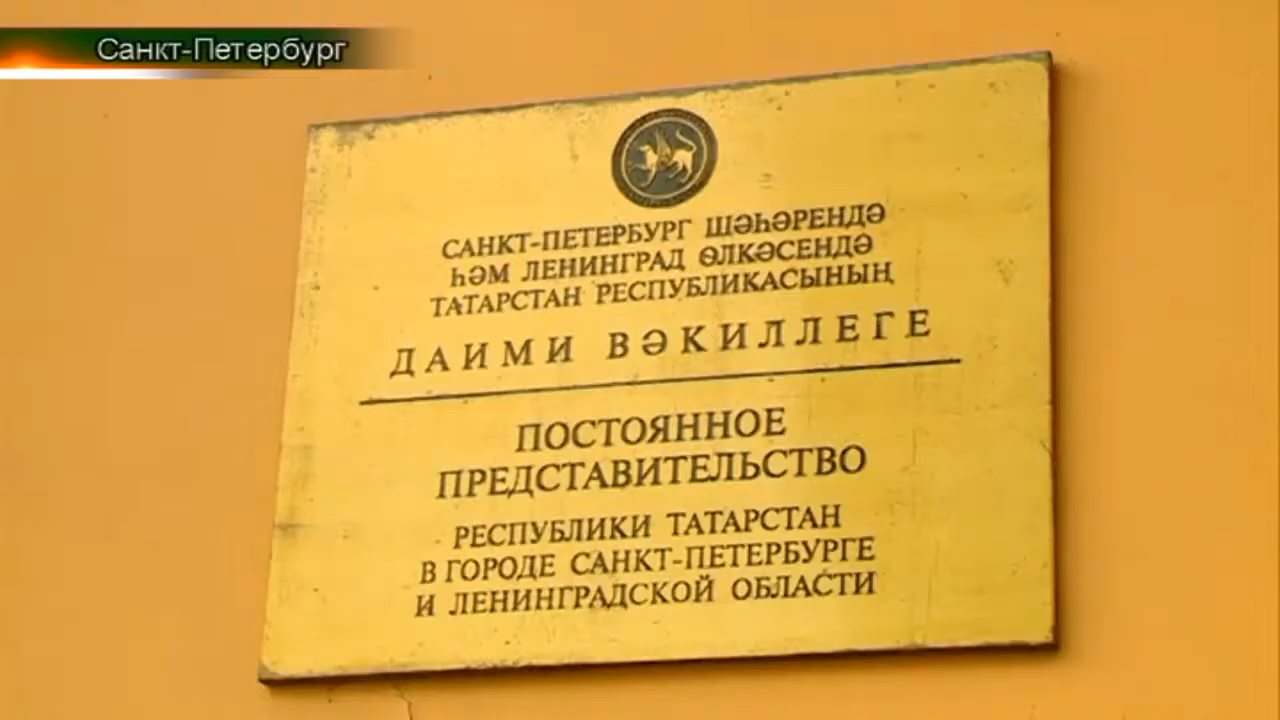 Санкт-Петербург
САНКТ-ПЕТЕРБУРГ ШӘҺӘРЕНДӘ
ҺӘМ ЛЕНИНГРАД ӨЛКӘСЕНДӘ
ТАТАРСТАН РЕСПУБЛИКАСЫНЫҢ
ДАИМИ ВӘКИЛЛЕГЕ
ПОСТОЯННОЕ
ПРЕДСТАВИТЕЛЬСТВО
РЕСПУБЛИКИ ТАТАРСТАН
В ГОРОДЕ САНКТ-ПЕТЕРБУРГЕ
И ЛЕНИНГРАДСКОЙ ОБЛАСТИ